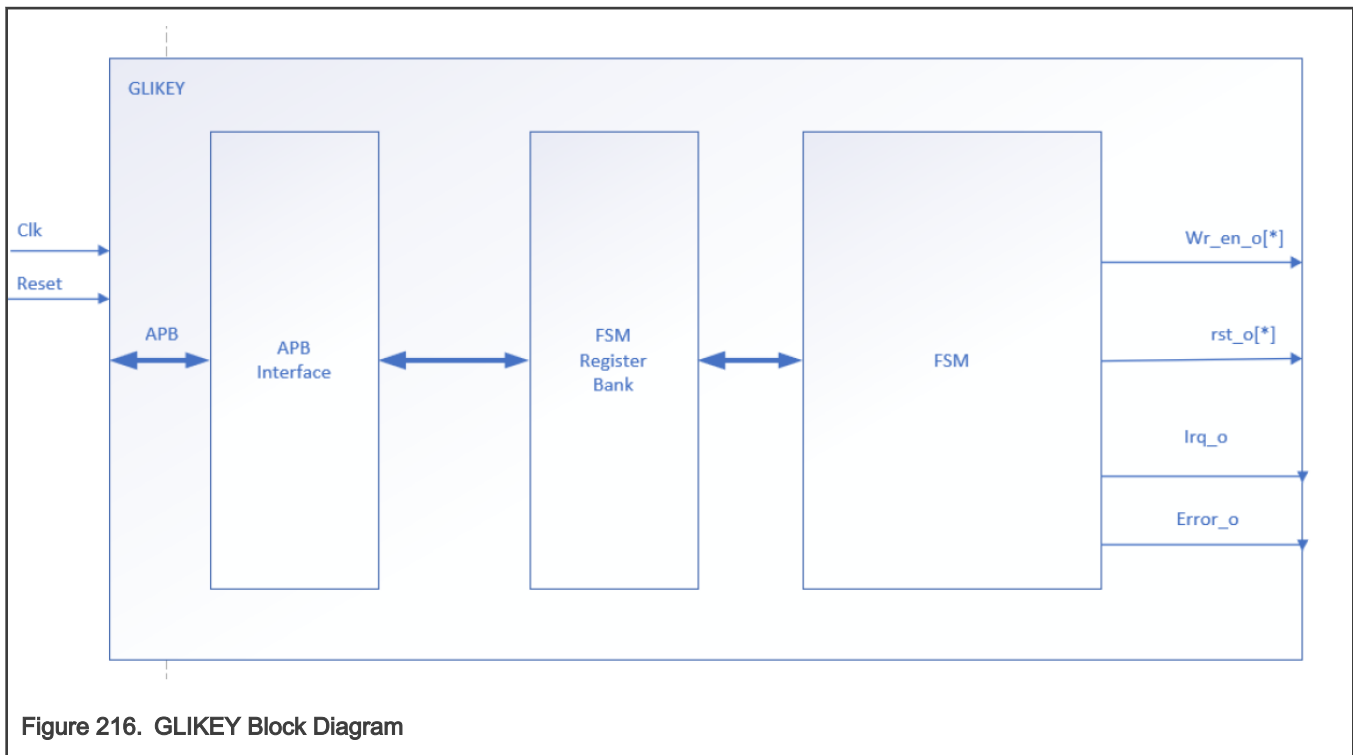 GLIKEY
Clk
Reset
APB
APB
Interface
FSM
Register
Bank
FSM
Wr_en_o[*]
rst_o[*]
Irq_o
Error_o
Figure 216. GLIKEY Block Diagram